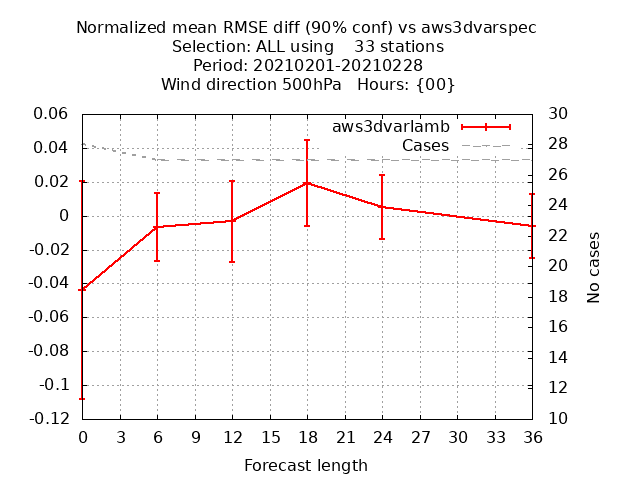 Normalized mean RMSE diff (90% conf) vs aws3dvarspec
Selection: ALL using    33 stations
Period: 20210201-20210228
Wind direction 500hPa   Hours: {00}
aws3dvarlamb
Cases
0.06
0.04
0.02
0
-0.02
-0.04
-0.06
-0.08
-0.1
-0.12
30
28
26
24
22
20
18
16
14
12
10
No cases
0 3 6 9 12 15 18 21 24 27 30 33 36
Forecast length